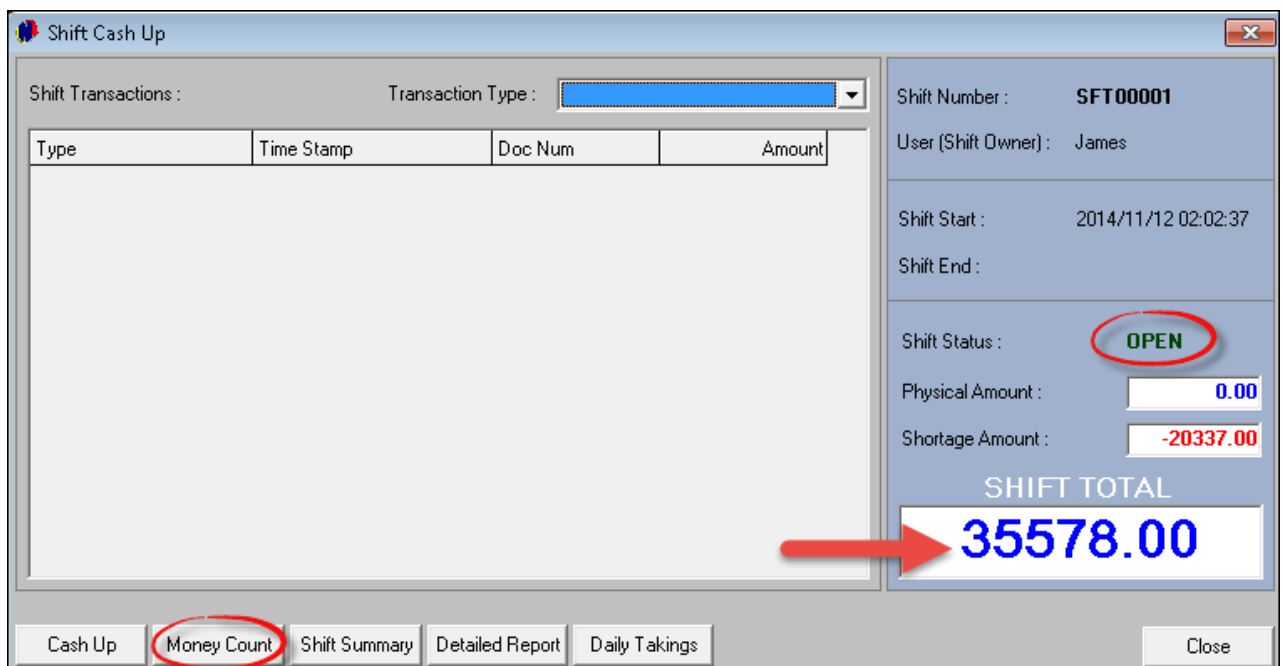 Shift Cash Up
Shift Transactions : Transaction Type :
Type Time Stamp Doc Num Amount
Shift Number : SFT00001
User (Shift Owner) : James
Shift Start : 2014/11/12 02:02:37
Shift End :
Shift Status : OPEN
Physical Amount : 0.00
Shortage Amount : -20337.00
SHIFT TOTAL
35578.00
Cash Up Money Count Shift Summary Detailed Report Daily Takings Close